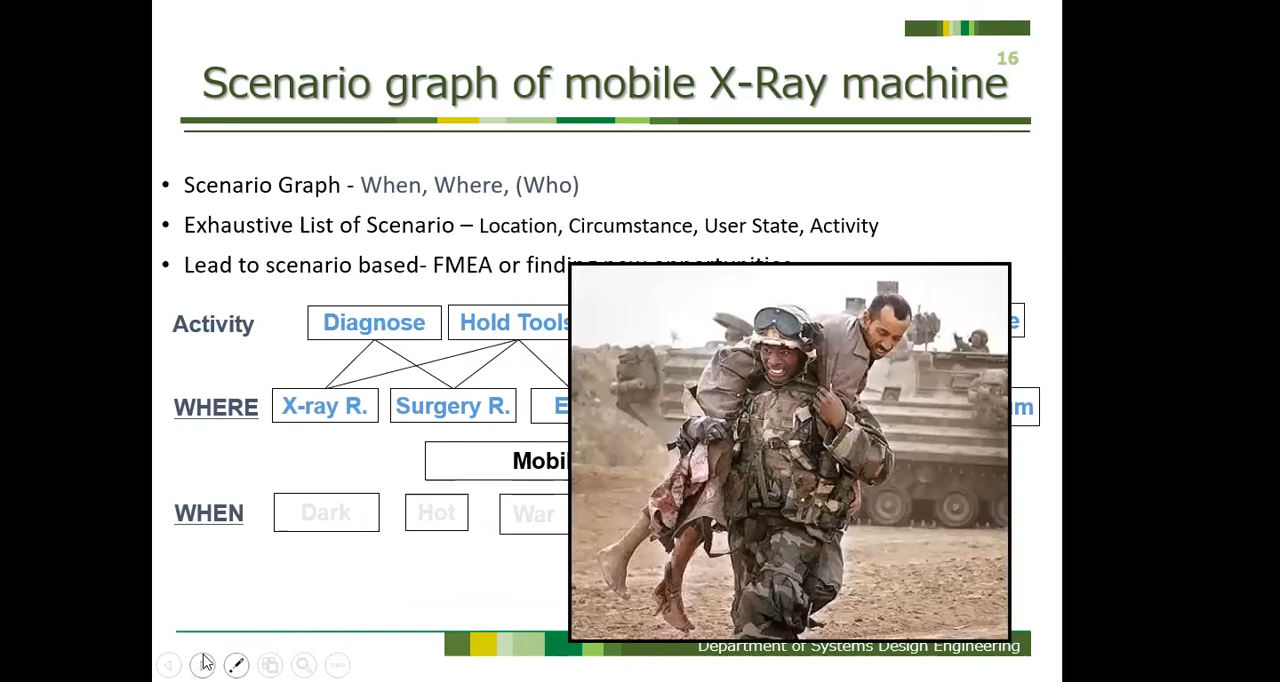 16
Scenario graph of mobile X-Ray machine
• Scenario Graph - When, Where, (Who)
• Exhaustive List of Scenario – Location, Circumstance, User State, Activity
• Lead to scenario based- FMEA or finding new opportunities
Activity Diagnose Hold Tools
WHERE X-ray R. Surgery R.
WHEN Dark Hot War
Department of Systems Design Engineering